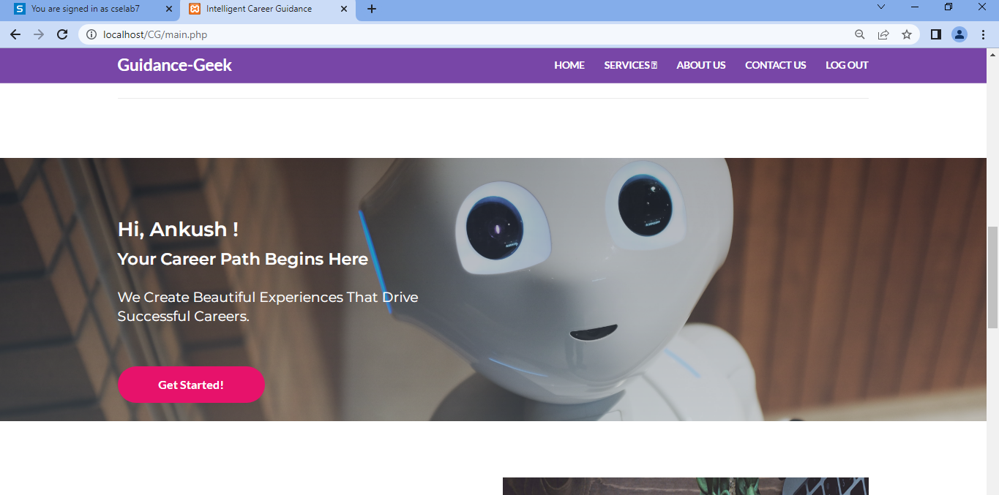 You are signed in as cselab7
Intelligent Career Guidance
localhost/CG/main.php
Guidance-Geek
HOME SERVICES ABOUT US CONTACT US LOG OUT
Hi, Ankush !
Your Career Path Begins Here
We Create Beautiful Experiences That Drive
Successful Careers.
Get Started!